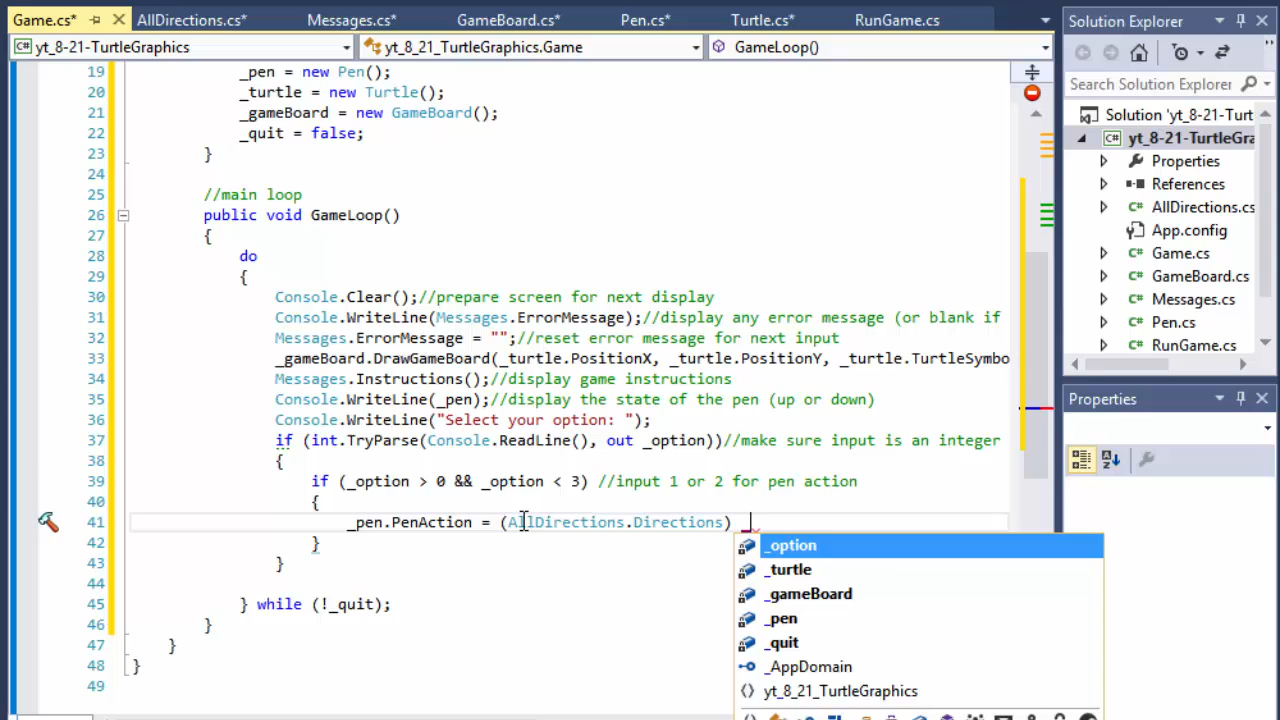 Game.cs* AllDirections.cs* Messages.cs* GameBoard.cs* Pen.cs* Turtle.cs* RunGame.cs Solution Explorer
yt_8-21-TurtleGraphics yt_8_21_TurtleGraphics.Game GameLoop()
Search Solution Explorer
Solution 'yt_8-21-Turt
yt_8-21-TurtleGra
Properties
References
AllDirections.cs
App.config
Game.cs
GameBoard.cs
Messages.cs
Pen.cs
RunGame.cs
Properties
19 _pen = new Pen();
20 _turtle = new Turtle();
21 _gameBoard = new GameBoard();
22 _quit = false;
23 }
24
25 //main loop
26 public void GameLoop()
27 {
28 do
29 {
30 Console.Clear();//prepare screen for next display
31 Console.WriteLine(Messages.ErrorMessage);//display any error message (or blank if
32 Messages.ErrorMessage = "";//reset error message for next input
33 _gameBoard.DrawGameBoard(_turtle.PositionX, _turtle.PositionY, _turtle.TurtleSymbo
34 Messages.Instructions();//display game instructions
35 Console.WriteLine(_pen);//display the state of the pen (up or down)
36 Console.WriteLine("Select your option: ");
37 if (int.TryParse(Console.ReadLine(), out _option))//make sure input is an integer
38 {
39 if (_option > 0 && _option < 3) //input 1 or 2 for pen action
40 {
41 _pen.PenAction = (AllDirections.Directions) _
42 }
43 }
44
45 } while (!_quit);
46 }
47 }
48 }
49
_option
_turtle
_gameBoard
_pen
_quit
_AppDomain
yt_8_21_TurtleGraphics